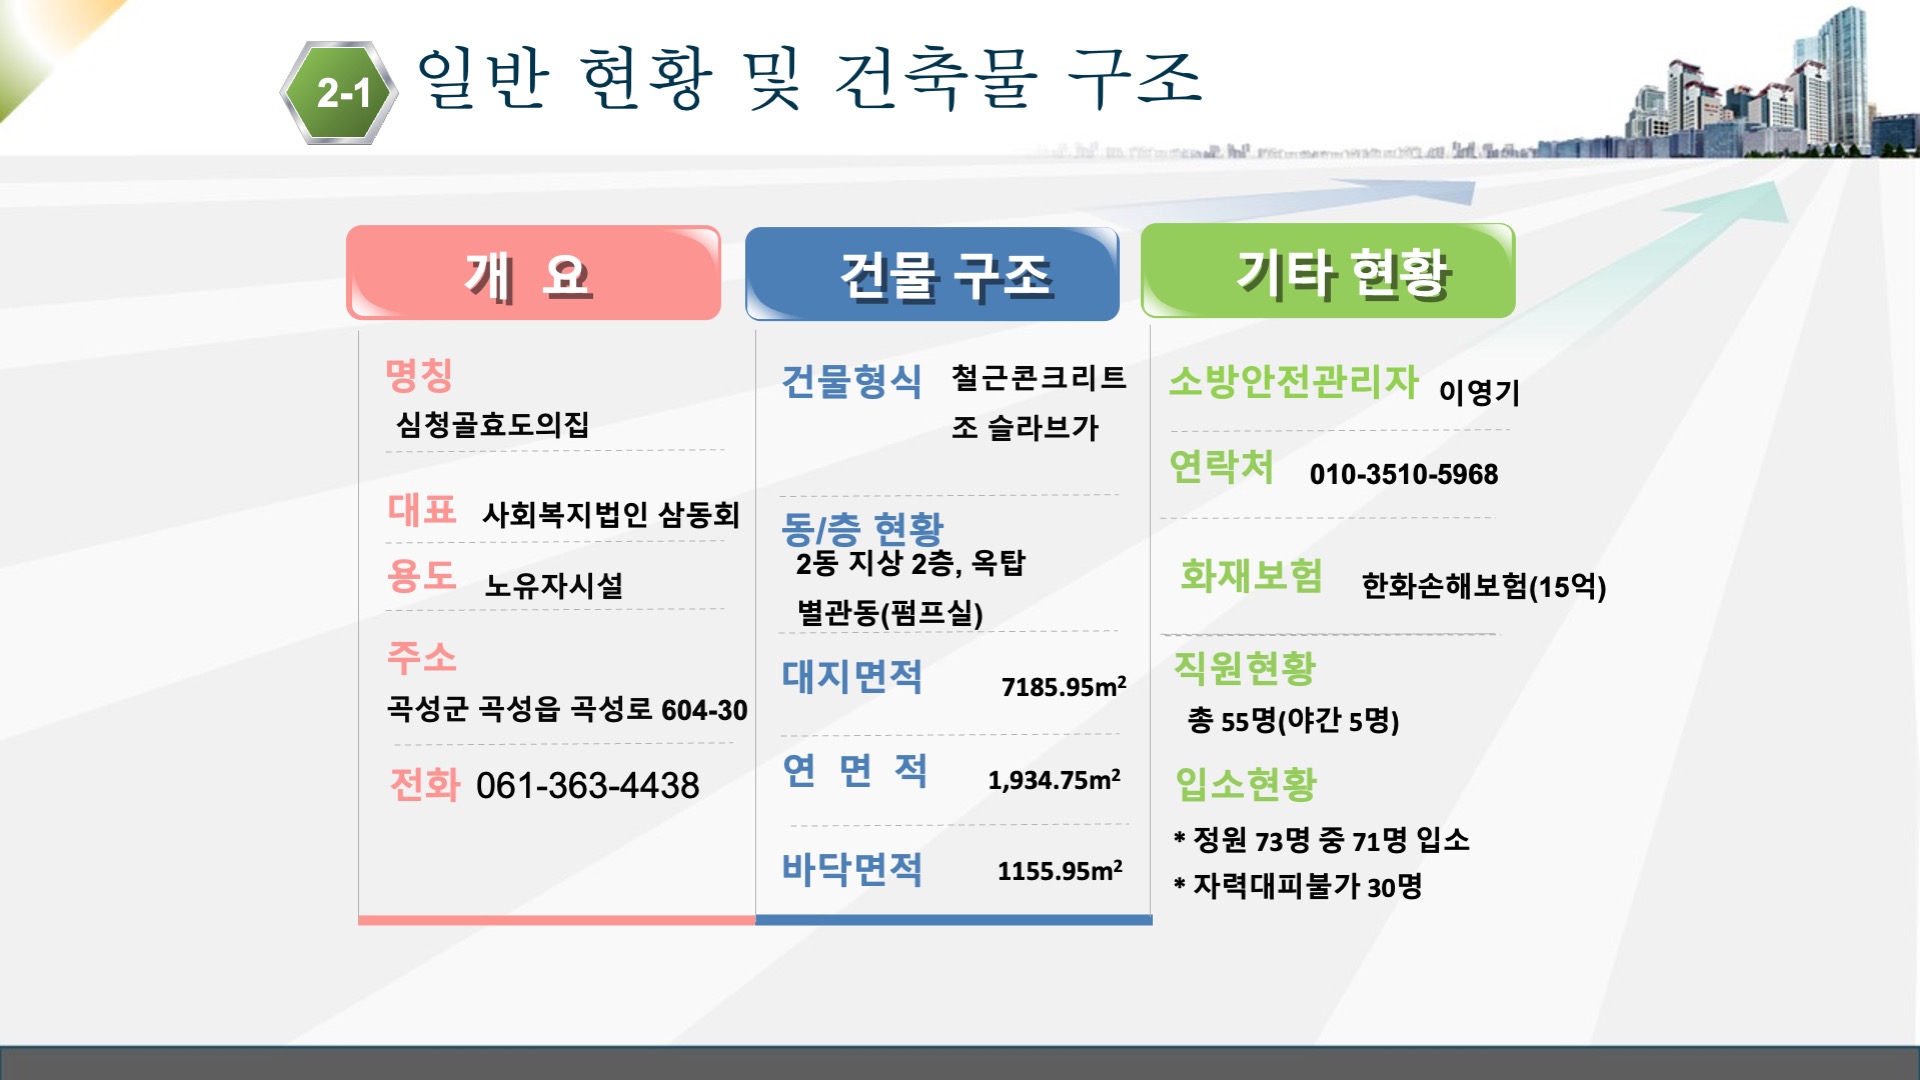 2-1 일반 현황 및 건축물 구조
개 요
명칭
심청골효도의집
대표 사회복지법인 삼동회
용도 노유자시설
주소
곡성군 곡성읍 곡성로 604-30
전화 061-363-4438
건물 구조
건물형식 철근콘크리트
조 슬라브가
동/층 현황
2동 지상 2층, 옥탑
별관동(펌프실)
대지면적 7185.95m²
연 면 적 1,934.75m²
바닥면적 1155.95m²
기타 현황
소방안전관리자 이영기
연락처 010-3510-5968
화재보험 한화손해보험(15억)
직원현황
총 55명(야간 5명)
입소현황
* 정원 73명 중 71명 입소
* 자력대피불가 30명